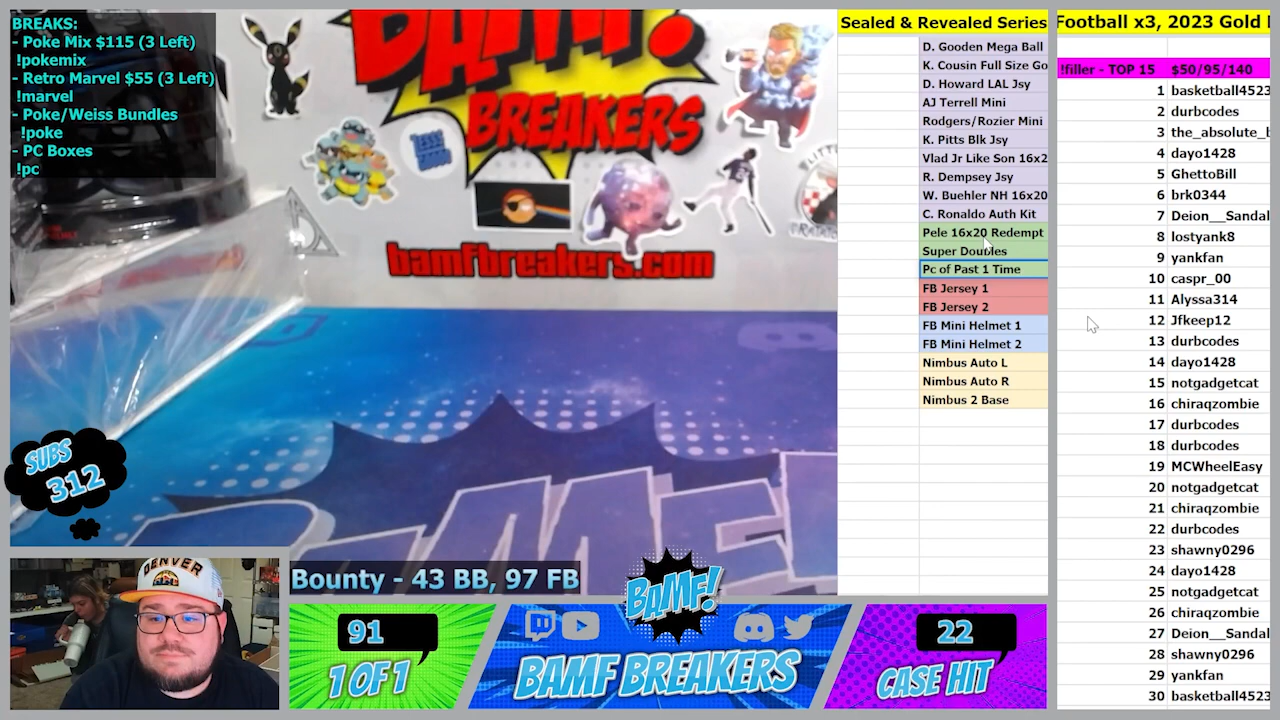 BREAKS:
- Poke Mix $115 (3 Left)
!pokemix
- Retro Marvel $55 (3 Left)
!marvel
- Poke/Weiss Bundles
!poke
- PC Boxes
!pc
BREAKERS
bamfbreakers.com
SUBS
312
Bounty - 43 BB, 97 FB
BAMF!
91
1 OF 1
BAMF BREAKERS
22
CASE HIT
DENVER
Sealed & Revealed Series
D. Gooden Mega Ball
K. Cousin Full Size Go
D. Howard LAL Jsy
AJ Terrell Mini
Rodgers/Rozier Mini
K. Pitts Blk Jsy
Vlad Jr Like Son 16x2
R. Dempsey Jsy
W. Buehler NH 16x20
C. Ronaldo Auth Kit
Pele 16x20 Redempt
Super Doubles
Pc of Past 1 Time
FB Jersey 1
FB Jersey 2
FB Mini Helmet 1
FB Mini Helmet 2
Nimbus Auto L
Nimbus Auto R
Nimbus 2 Base
Football x3, 2023 Gold
!filler - TOP 15 $50/95/140
1 basketball4523
2 durbcodes
3 the_absolute_b
4 dayo1428
5 GhettoBill
6 brk0344
7 Deion__Sandal
8 lostyank8
9 yankfan
10 caspr_00
11 Alyssa314
12 Jfkeep12
13 durbcodes
14 dayo1428
15 notgadgetcat
16 chiraqzombie
17 durbcodes
18 durbcodes
19 MCWheelEasy
20 notgadgetcat
21 chiraqzombie
22 durbcodes
23 shawny0296
24 dayo1428
25 notgadgetcat
26 chiraqzombie
27 Deion__Sandal
28 shawny0296
29 yankfan
30 basketball4523